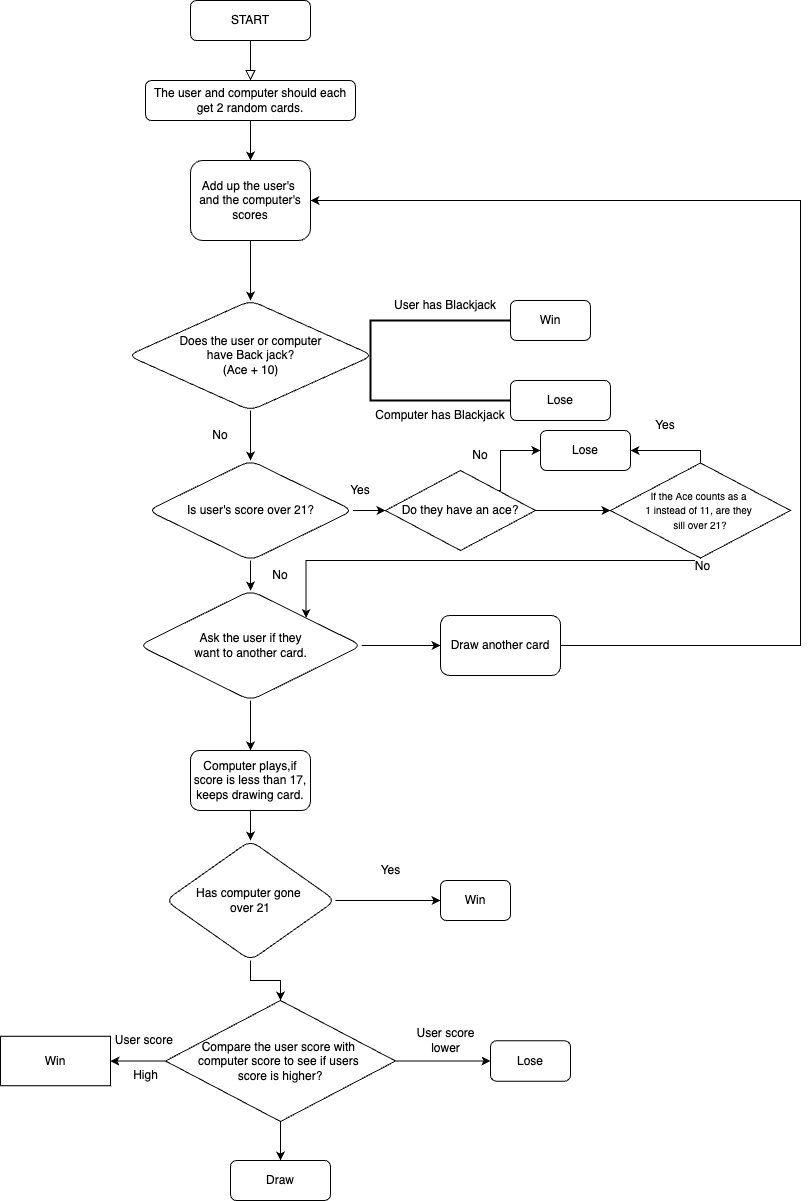 START
The user and computer should each
get 2 random cards.
Add up the user's
and the computer's
scores
User has Blackjack
Win
Does the user or computer
have Back jack?
(Ace + 10)
Lose
Computer has Blackjack
No
Yes
No
Lose
Is user's score over 21?
Yes
Do they have an ace?
If the Ace counts as a
1 instead of 11, are they
sill over 21?
No
No
Ask the user if they
want to another card.
Draw another card
Computer plays,if
score is less than 17,
keeps drawing card.
Has computer gone
over 21
Yes
Win
User score
High
Win
Compare the user score with
computer score to see if users
score is higher?
User score
lower
Lose
Draw